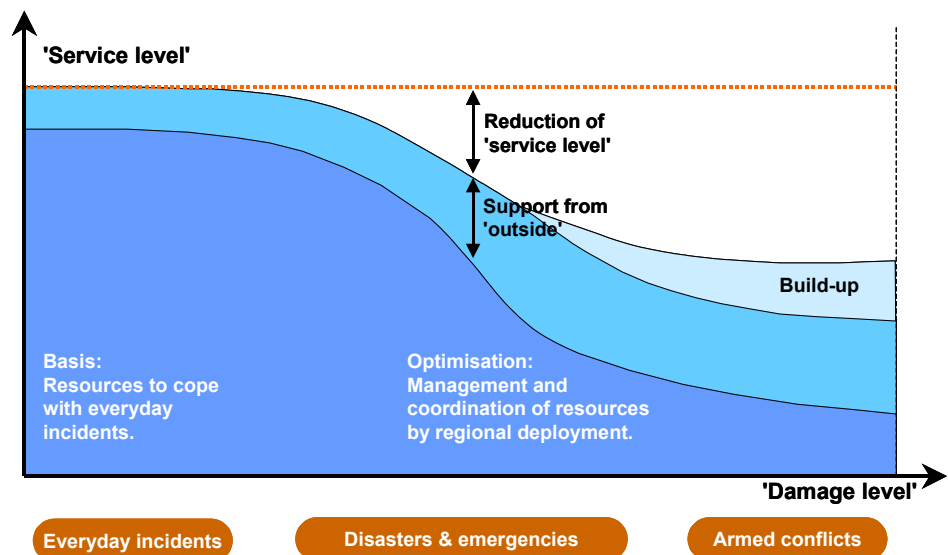 'Service level'
Reduction of
'service level'
Support from
'outside'
Build-up
Basis:
Resources to cope
with everyday
incidents.
Optimisation:
Management and
coordination of resources
by regional deployment.
'Damage level'
Everyday incidents
Disasters & emergencies
Armed conflicts